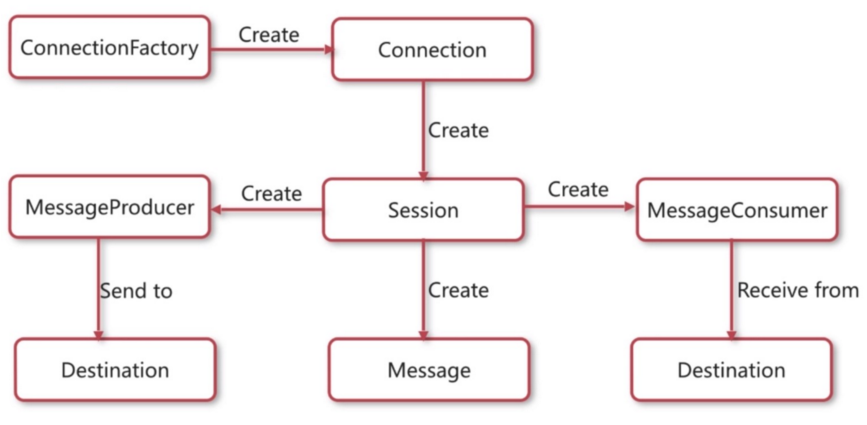 ConnectionFactory
Create
Connection
Create
MessageProducer
Create
Session
Create
MessageConsumer
Send to
Create
Receive from
Destination
Message
Destination